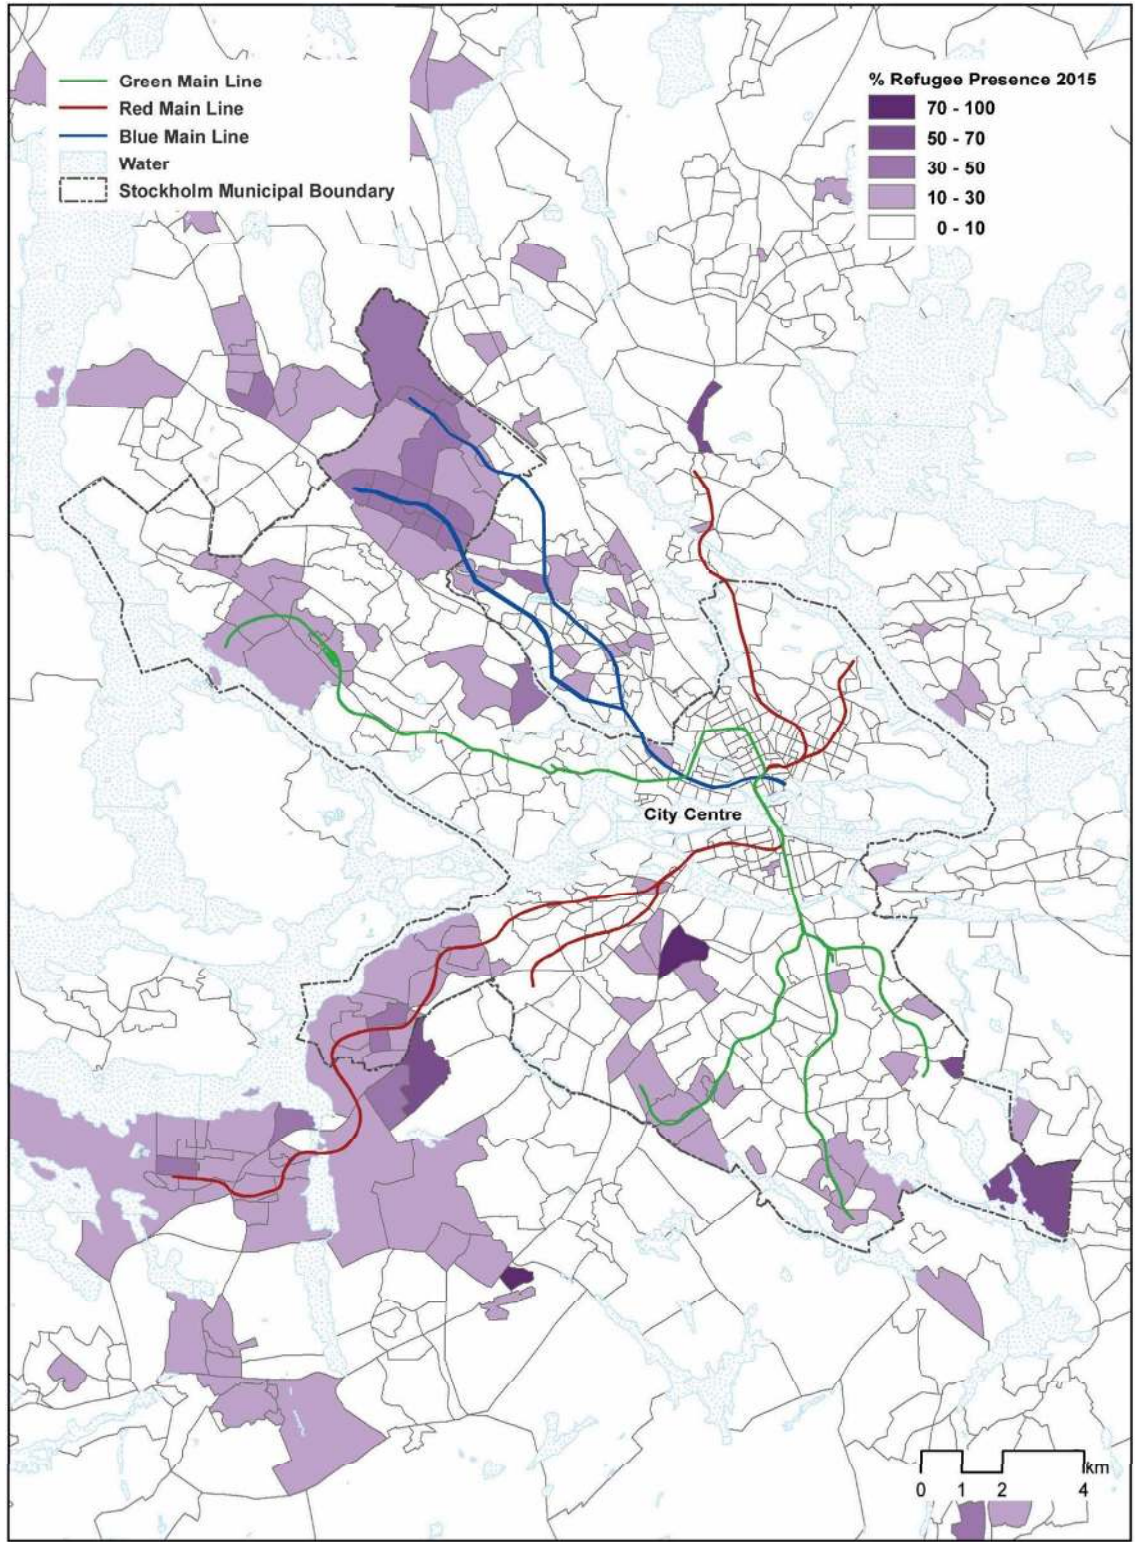 Green Main Line
Red Main Line
Blue Main Line
Water
Stockholm Municipal Boundary
% Refugee Presence 2015
70 - 100
50 - 70
30 - 50
10 - 30
0 - 10
City Centre
km
0 1 2 4